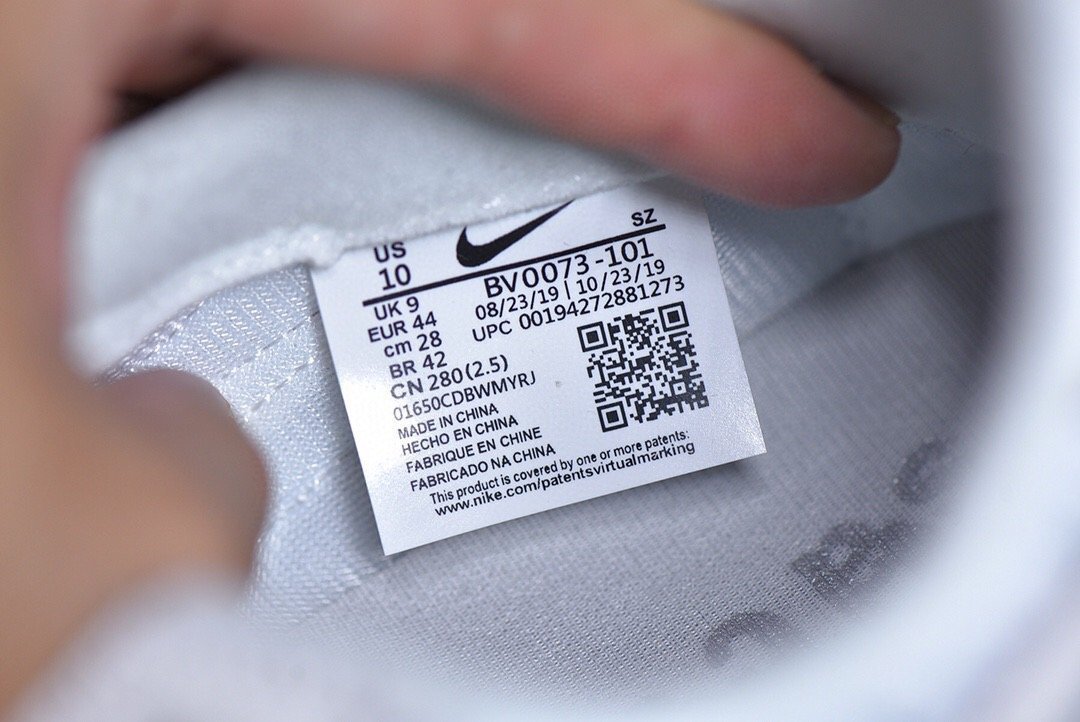 US
10
SZ
UK 9
EUR 44
cm 28
BR 42
CN 280(2.5)
BV0073-101
08/23/19 | 10/23/19
UPC 00194272881273
01650CDBWMYRJ
MADE IN CHINA
HECHO EN CHINA
FABRIQUE EN CHINE
FABRICADO NA CHINA
This product is covered by one or more patents:
www.nike.com/patentsvirtualmarking